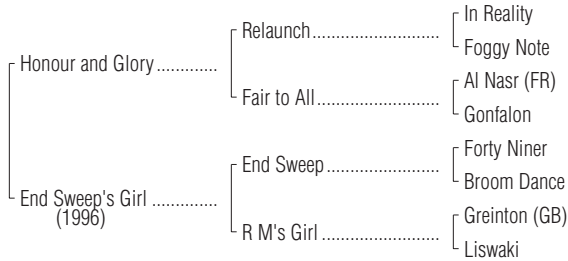 In Reality
Relaunch
Foggy Note
Honour and Glory
Al Nasr (FR)
Fair to All
Gonfalon
Forty Niner
End Sweep
Broom Dance
End Sweep's Girl
(1996)
Greinton (GB)
R M's Girl
Liswaki